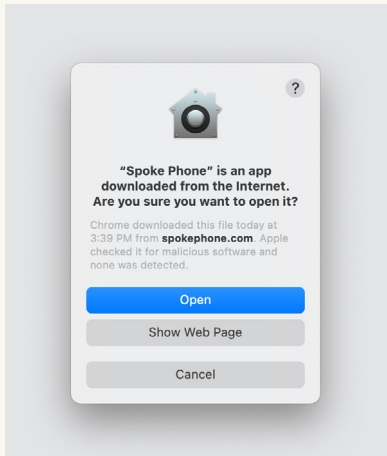 ?
“Spoke Phone” is an app
downloaded from the Internet.
Are you sure you want to open it?
Chrome downloaded this file today at
3:39 PM from spokephone.com. Apple
checked it for malicious software and
none was detected.
Open
Show Web Page
Cancel